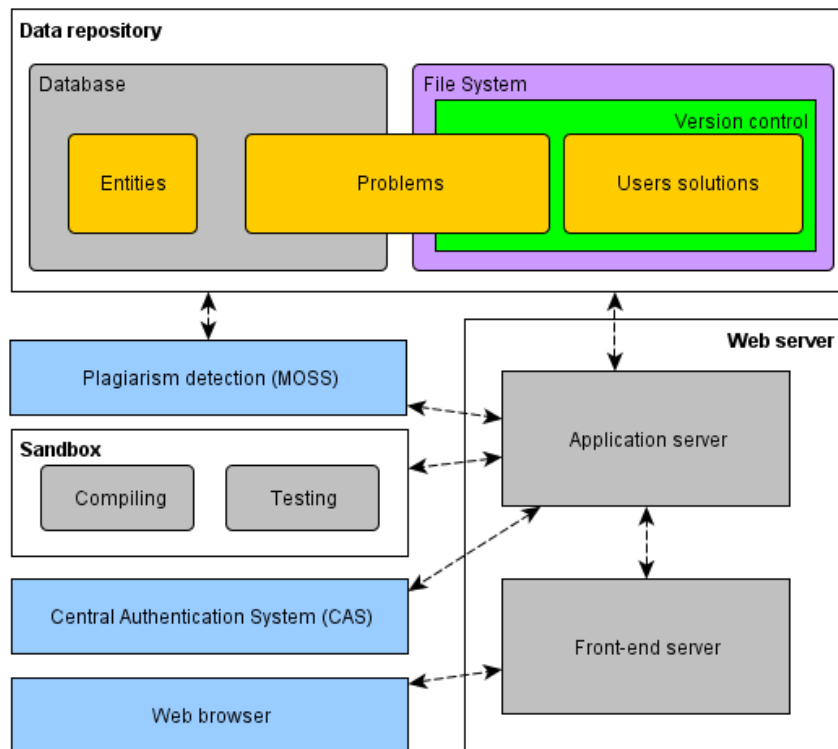 Data repository
Database
File System
Version control
Entities
Problems
Users solutions
Web server
Plagiarism detection (MOSS)
Application server
Sandbox
Compiling
Testing
Central Authentication System (CAS)
Front-end server
Web browser